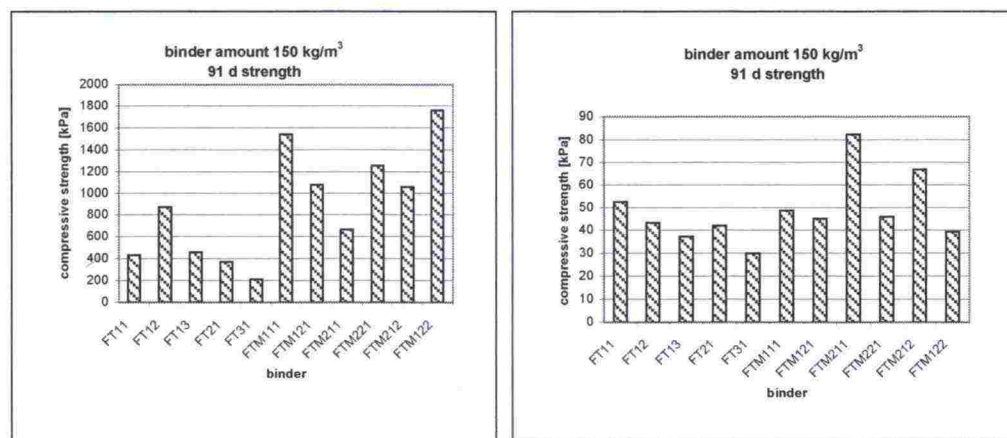 binder amount 150 kg/m³
91 d strength
compressive strength [kPa]
2000
1800
1600
1400
1200
1000
800
600
400
200
0
FT11
FT12
FT13
FT21
FT31
FTM111
FTM121
FTM211
FTM221
FTM212
FTM122
binder
binder amount 150 kg/m³
91 d strength
compressive strength [kPa]
90
80
70
60
50
40
30
20
10
0
FT11
FT12
FT13
FT21
FT31
FTM111
FTM121
FTM211
FTM221
FTM212
FTM122
binder